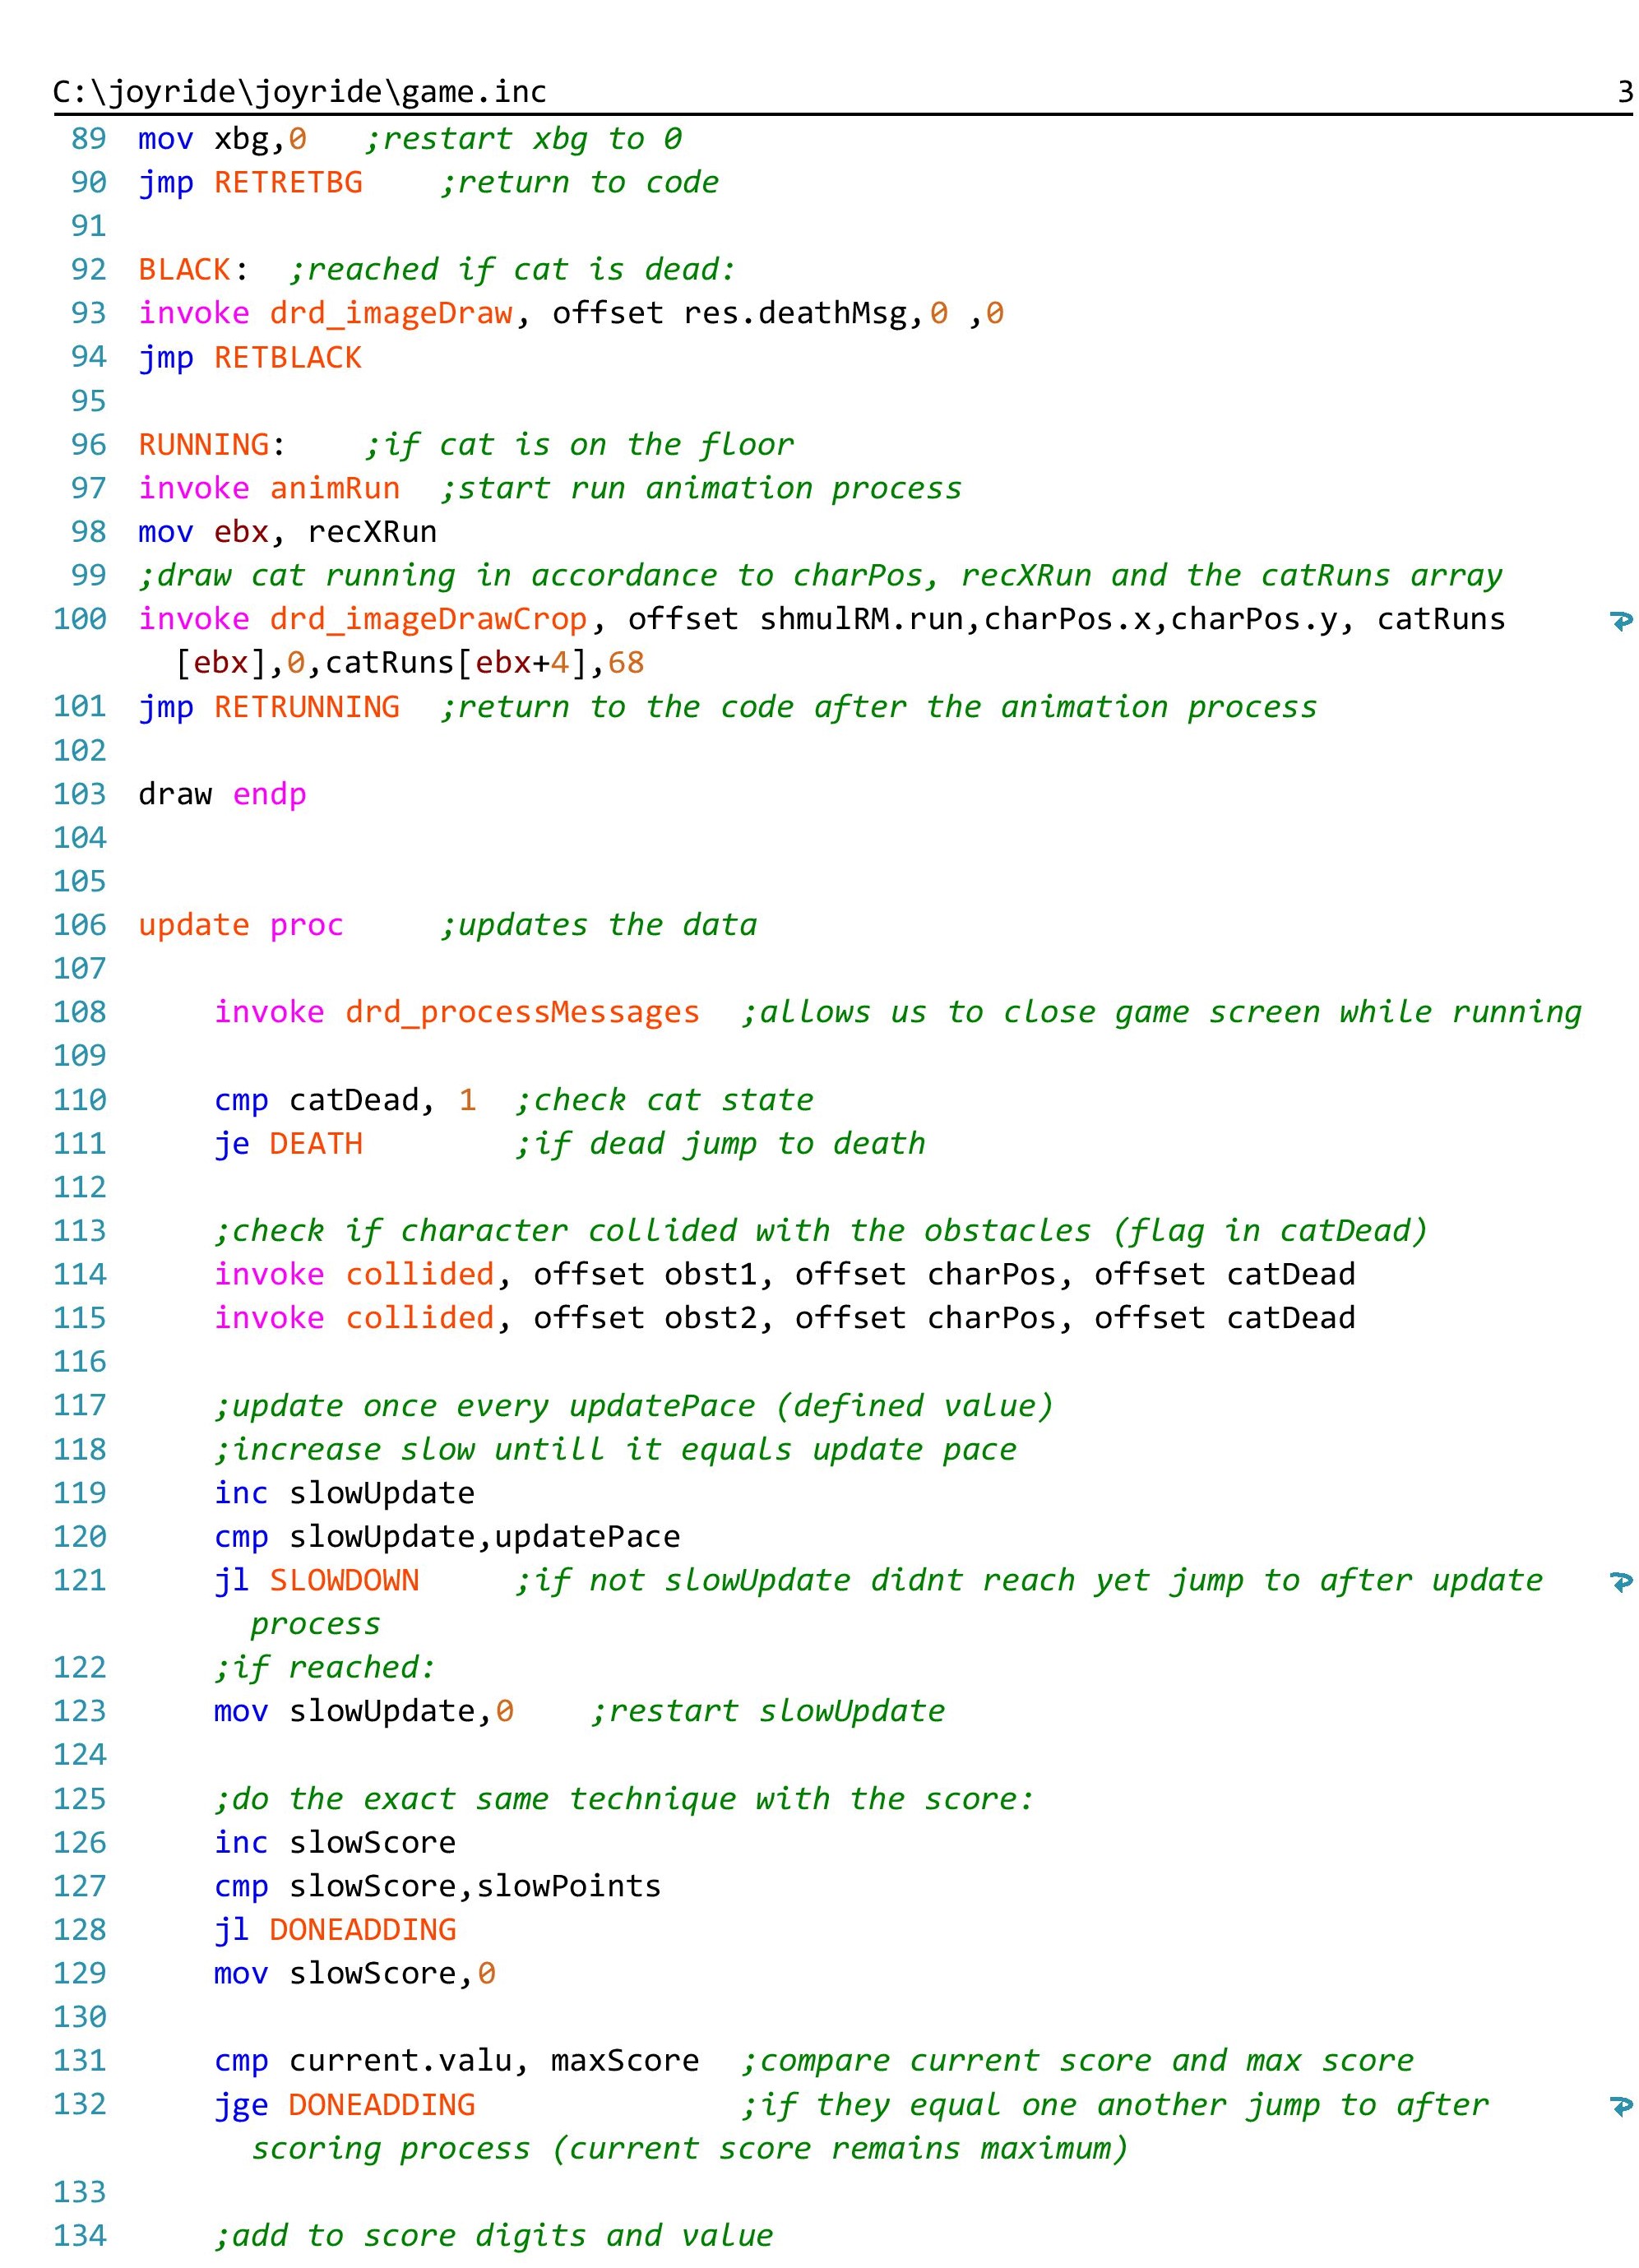 C:\joyride\joyride\game.inc 3
89 mov xbg,0   ;restart xbg to 0
90 jmp RETRETBG    ;return to code
91
92 BLACK:  ;reached if cat is dead:
93 invoke drd_imageDraw, offset res.deathMsg,0 ,0
94 jmp RETBLACK
95
96 RUNNING:    ;if cat is on the floor
97 invoke animRun  ;start run animation process
98 mov ebx, recXRun
99 ;draw cat running in accordance to charPos, recXRun and the catRuns array
100 invoke drd_imageDrawCrop, offset shmulRM.run,charPos.x,charPos.y, catRuns
[ebx],0,catRuns[ebx+4],68
101 jmp RETRUNNING  ;return to the code after the animation process
102
103 draw endp
104
105
106 update proc     ;updates the data
107
108     invoke drd_processMessages  ;allows us to close game screen while running
109
110     cmp catDead, 1  ;check cat state
111     je DEATH        ;if dead jump to death
112
113     ;check if character collided with the obstacles (flag in catDead)
114     invoke collided, offset obst1, offset charPos, offset catDead
115     invoke collided, offset obst2, offset charPos, offset catDead
116
117     ;update once every updatePace (defined value)
118     ;increase slow untill it equals update pace
119     inc slowUpdate
120     cmp slowUpdate,updatePace
121     jl SLOWDOWN     ;if not slowUpdate didnt reach yet jump to after update
process
122     ;if reached:
123     mov slowUpdate,0    ;restart slowUpdate
124
125     ;do the exact same technique with the score:
126     inc slowScore
127     cmp slowScore,slowPoints
128     jl DONEADDING
129     mov slowScore,0
130
131     cmp current.valu, maxScore  ;compare current score and max score
132     jge DONEADDING              ;if they equal one another jump to after
scoring process (current score remains maximum)
133
134     ;add to score digits and value